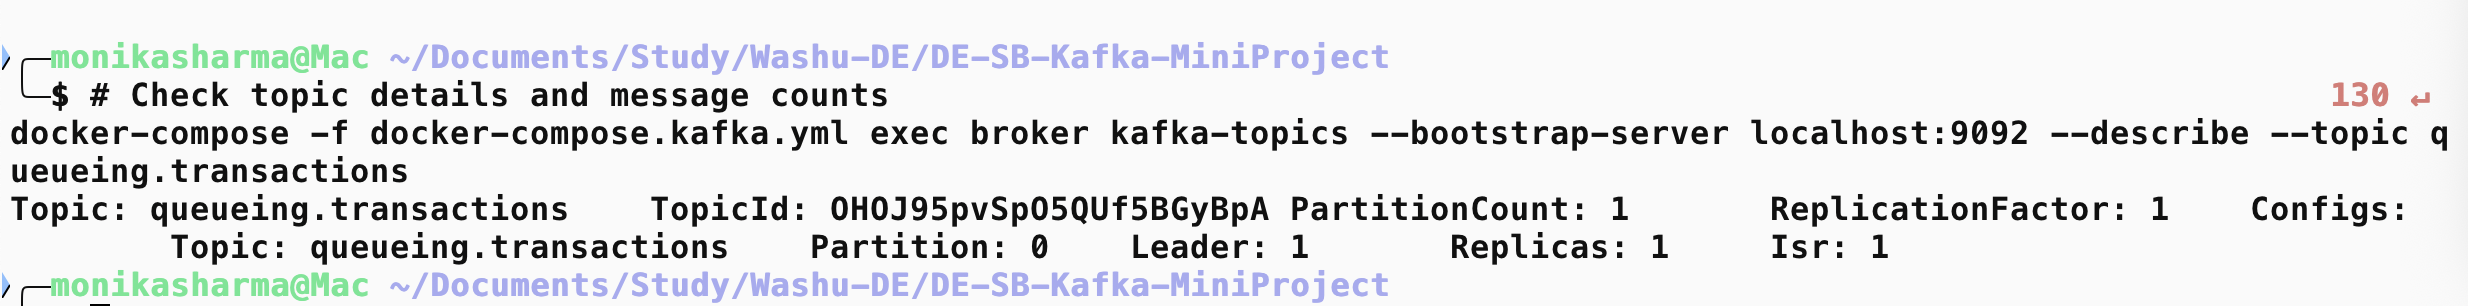 monikasharma@Mac ~/Documents/Study/Washu-DE/DE-SB-Kafka-MiniProject
$ # Check topic details and message counts 130 ↵
docker-compose -f docker-compose.kafka.yml exec broker kafka-topics --bootstrap-server localhost:9092 --describe --topic q
ueueing.transactions
Topic: queueing.transactions TopicId: OHOJ95pvSpO5QUf5BGyBpA PartitionCount: 1 ReplicationFactor: 1 Configs:
Topic: queueing.transactions Partition: 0 Leader: 1 Replicas: 1 Isr: 1
monikasharma@Mac ~/Documents/Study/Washu-DE/DE-SB-Kafka-MiniProject